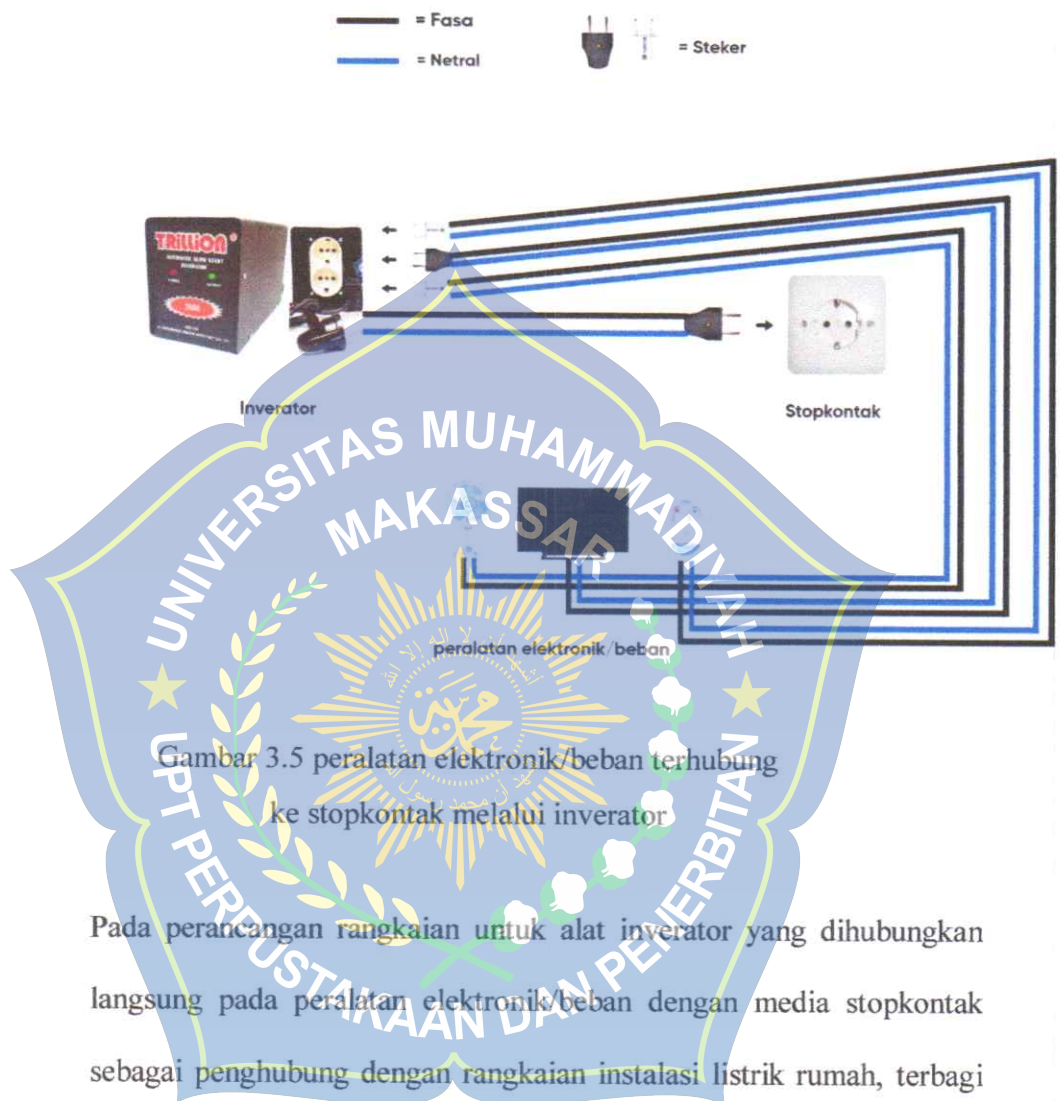 = Fasa
= Netral
= Steker
TRILLION
Inverator
Stopkontak
UNIVERSITAS MUHAMMADIYAH
MAKASSAR
peralatan elektronik/beban
Gambar 3.5 peralatan elektronik/beban terhubung
ke stopkontak melalui inverator
UPT PERPUSTAKAAN DAN PENERBITAN
Pada perancangan rangkaian untuk alat inverator yang dihubungkan
langsung pada peralatan elektronik/beban dengan media stopkontak
sebagai penghubung dengan rangkaian instalasi listrik rumah, terbagi